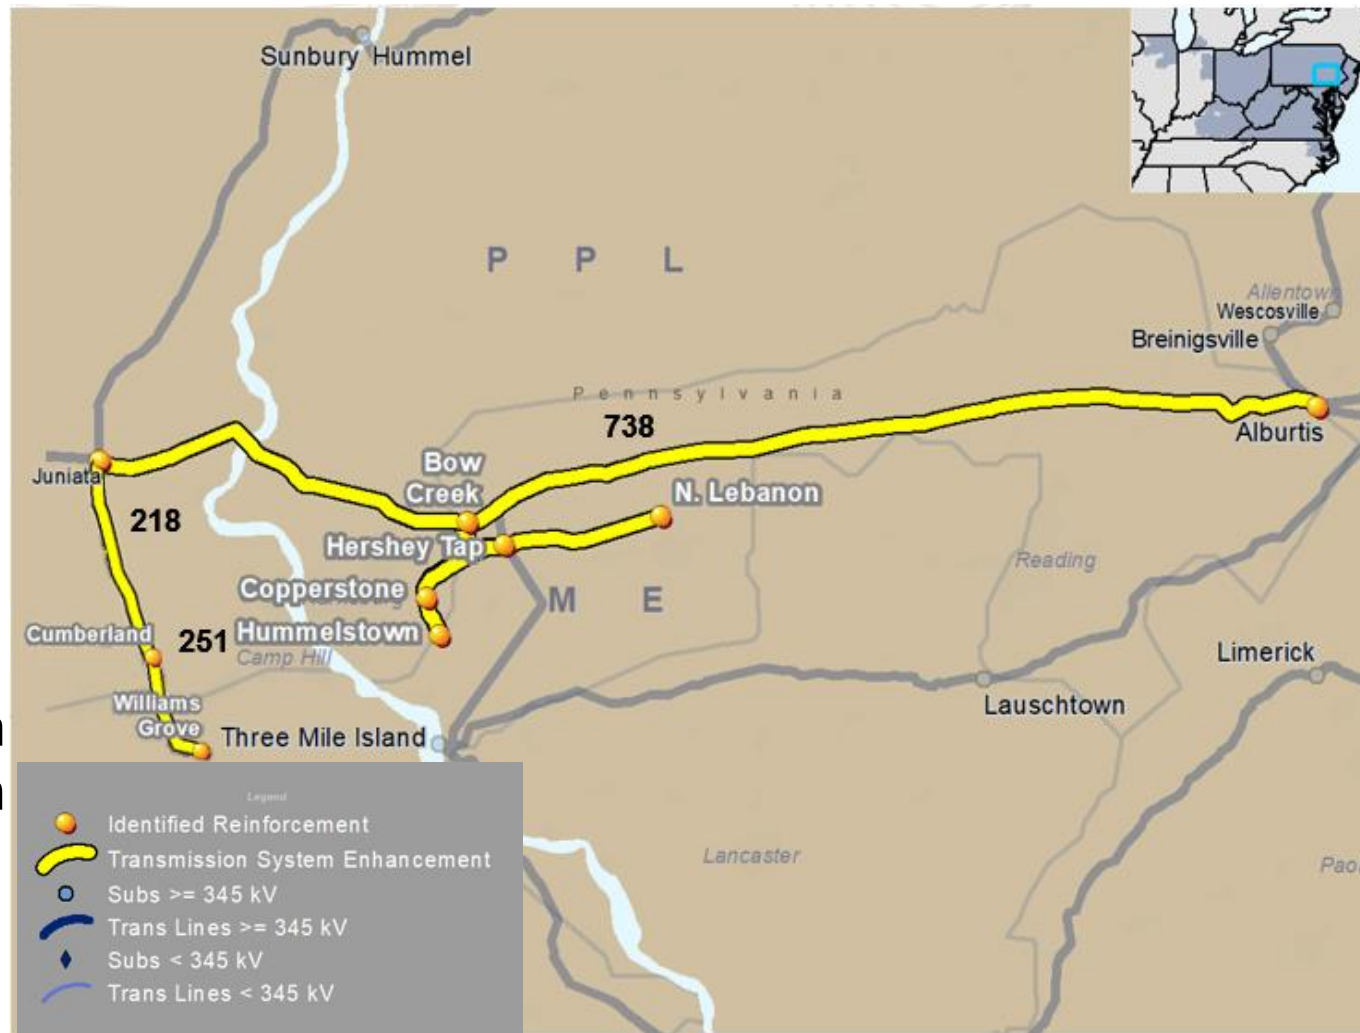 Sunbury Hummel
P P L
Allentown
Wescosville
Breinigsville
Pennsylvania
738
Alburtis
Bow
Creek
Juniata
N. Lebanon
218
Hershey Tap
Reading
Copperstone
M E
Cumberland
251
Hummelstown
Camp Hill
Limerick
Williams
Grove
Lauschtown
Three Mile Island
n
n
Legend
Identified Reinforcement
Transmission System Enhancement
Subs >= 345 kV
Trans Lines >= 345 kV
Subs < 345 kV
Trans Lines < 345 kV
Lancaster
Pao